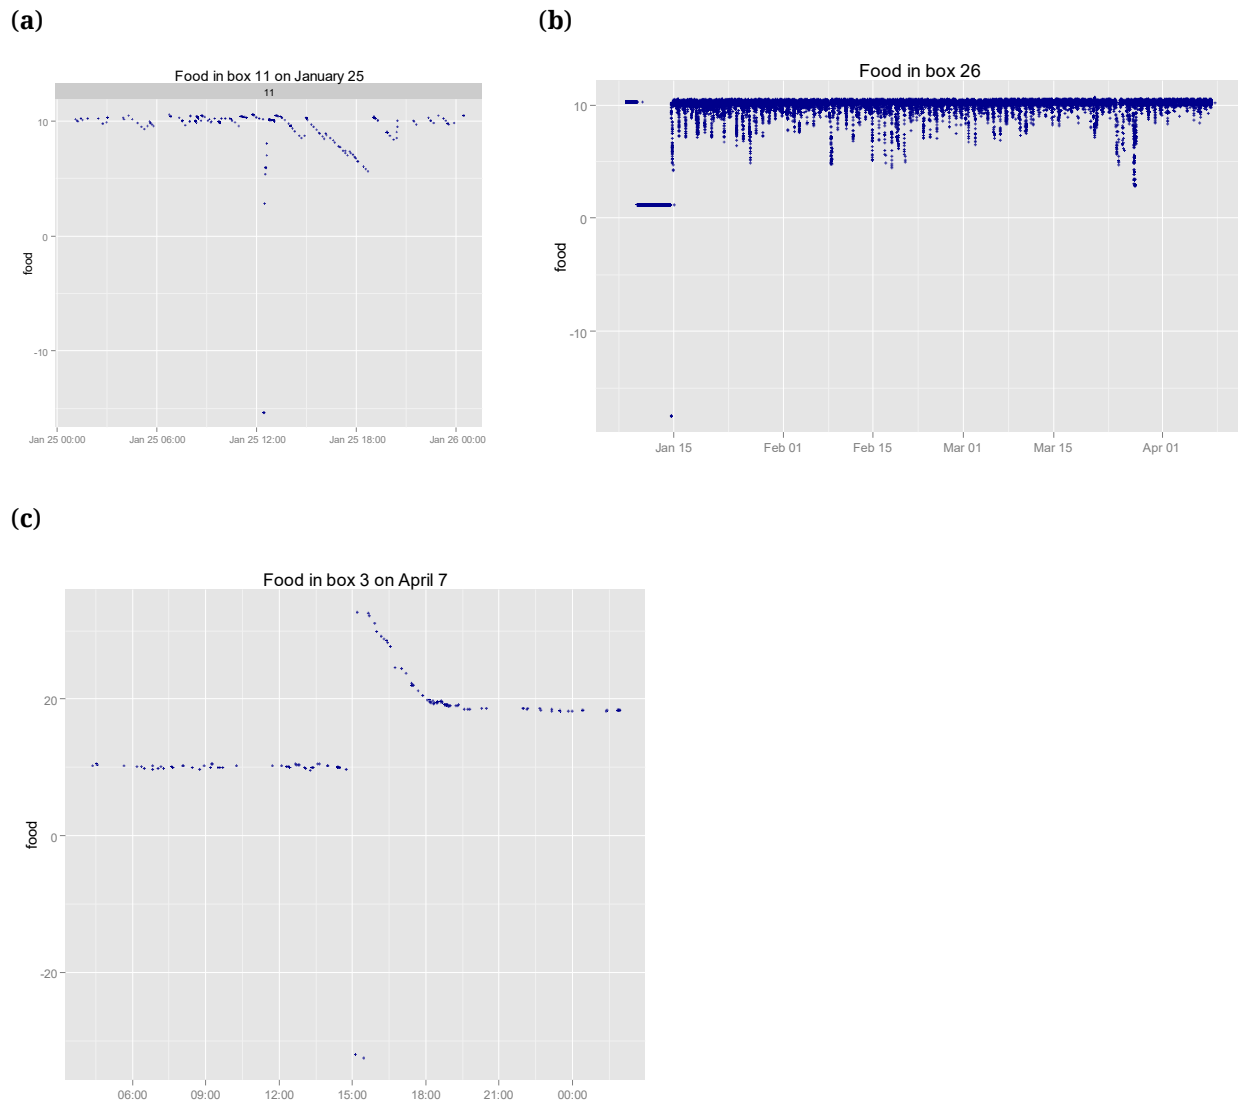 (a)
Food in box 11 on January 25
11
10
0
-10
food
Jan 25 00:00 Jan 25 06:00 Jan 25 12:00 Jan 25 18:00 Jan 26 00:00
(b)
Food in box 26
10
0
-10
food
Jan 15 Feb 01 Feb 15 Mar 01 Mar 15 Apr 01
(c)
Food in box 3 on April 7
20
0
-20
food
06:00 09:00 12:00 15:00 18:00 21:00 00:00